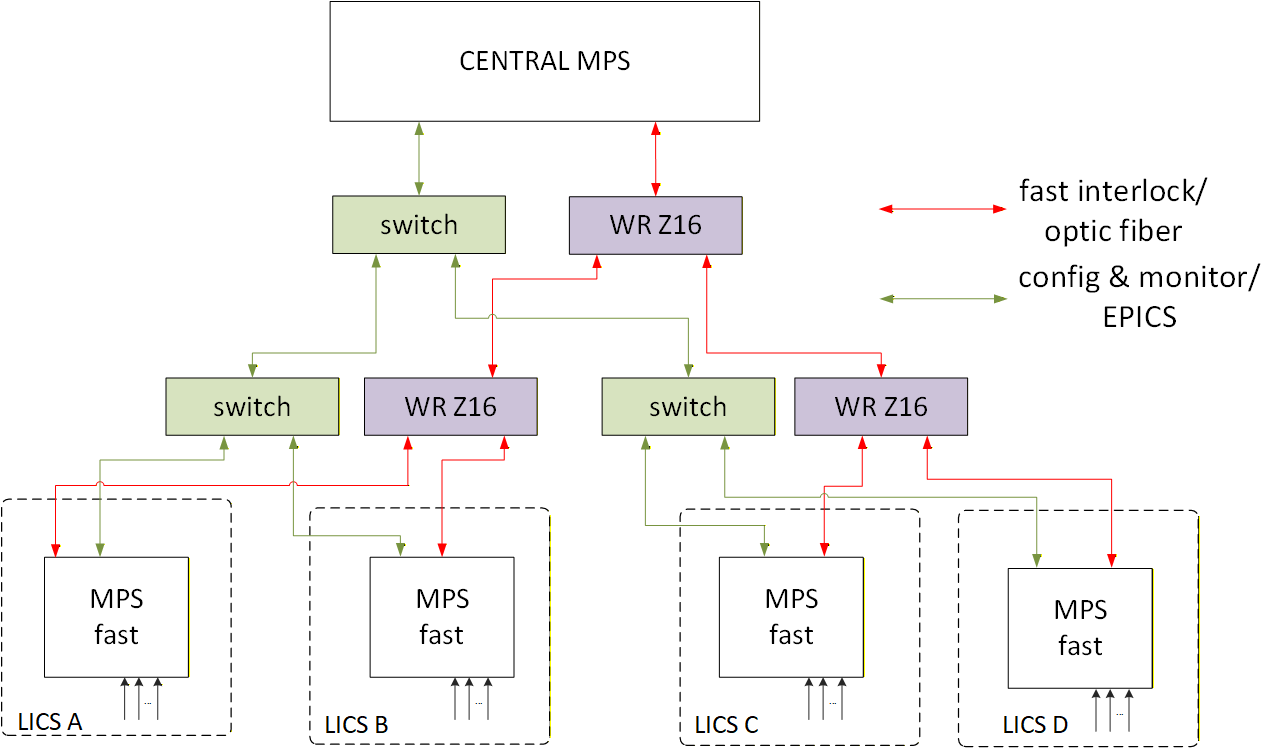 CENTRAL MPS
switch
WR Z16
fast interlock/
optic fiber
config & monitor/
EPICS
switch
WR Z16
switch
WR Z16
MPS
fast
...
LICS A
MPS
fast
...
LICS B
MPS
fast
...
LICS C
MPS
fast
...
LICS D